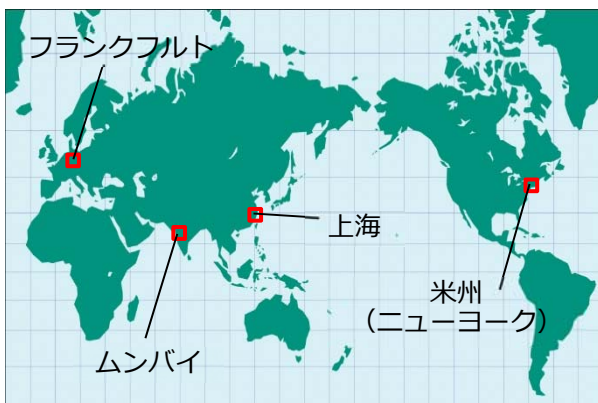 フランクフルト
上海
米州
（ニューヨーク）
ムンバイ